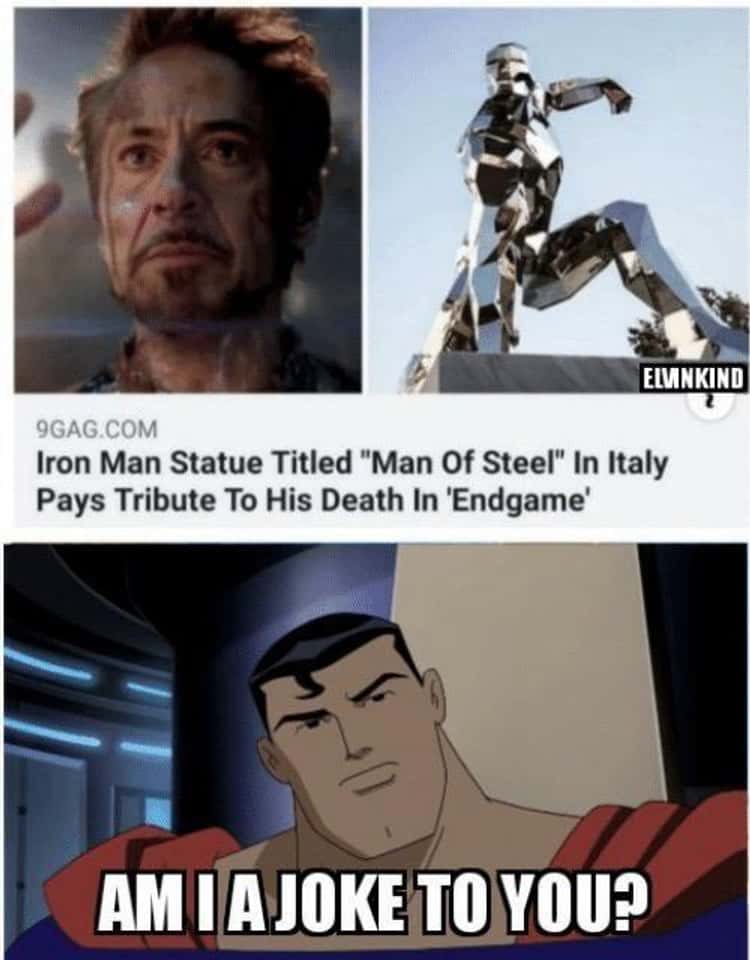 ELVINKIND
9GAG.COM
Iron Man Statue Titled "Man Of Steel" In Italy
Pays Tribute To His Death In 'Endgame'
AM I A JOKE TO YOU?